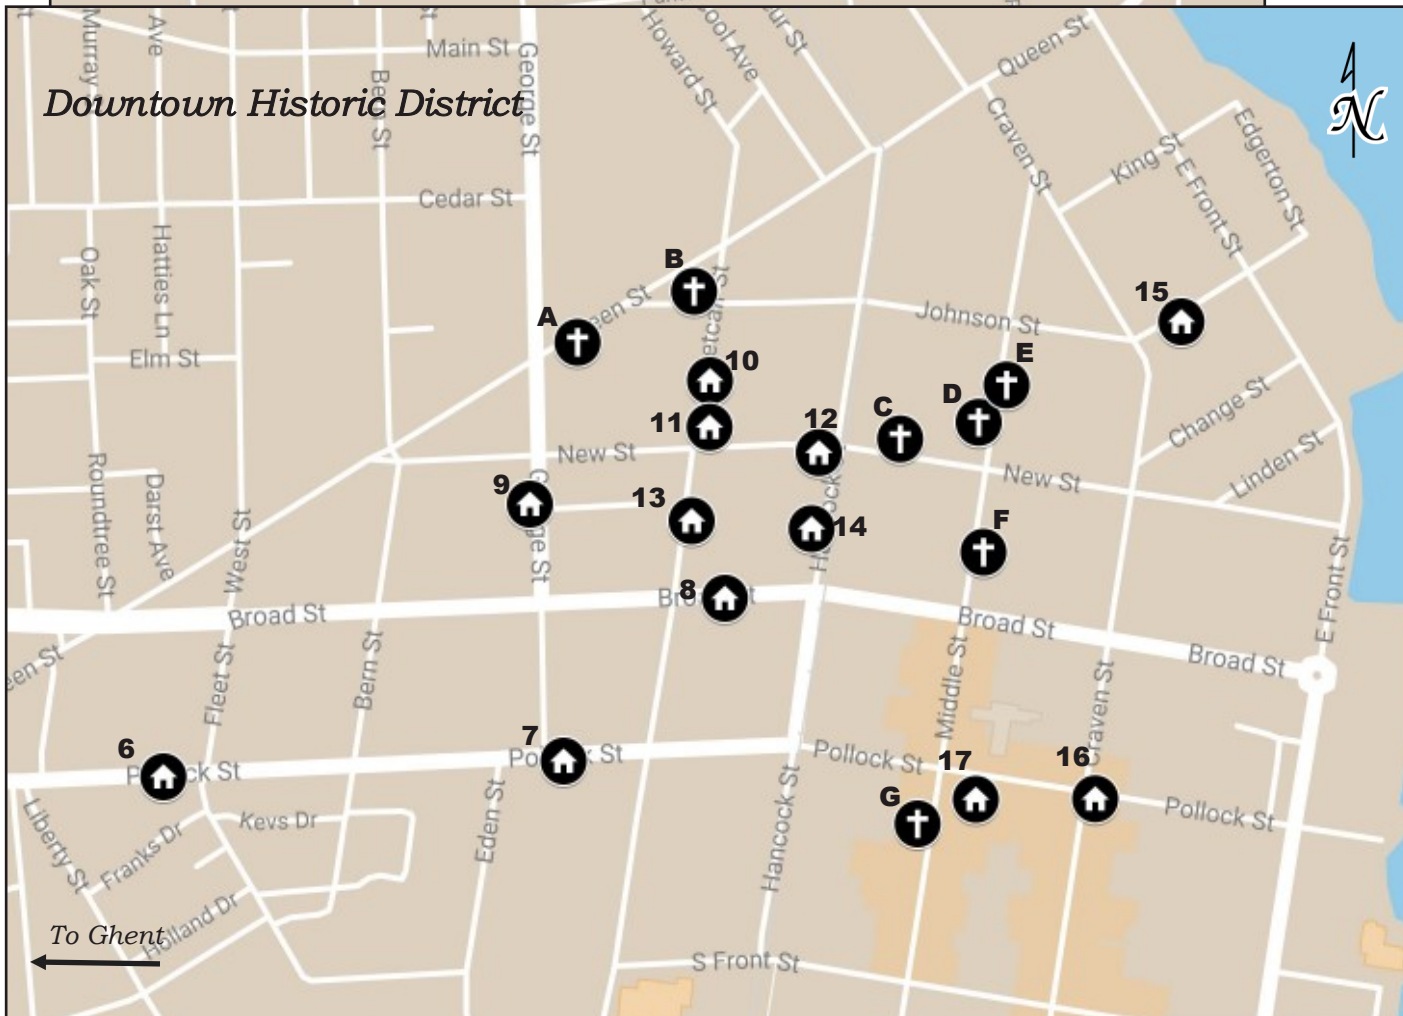 Main St
Howard St
Queen St
Murray
Ave
George St
Downtown Historic District
N
Craven St
King St
Edgerton St
E Front St
Cedar St
Oak St
Hatties Ln
B
15
A
Johnson St
Elm St
10
E
D
C
Change St
11
12
New St
Linden St
New St
Roundtree St
Darst Ave
9
13
14
F
West St
8
Broad St
Broad St
Broad St
E Front St
Fleet St
Bern St
Middle St
Craven St
6
7
Pollock St
17
16
G
Pollock St
Liberty St
Franks Dr
Kevs Dr
Eden St
Hancock St
Holland Dr
To Ghent
S Front St